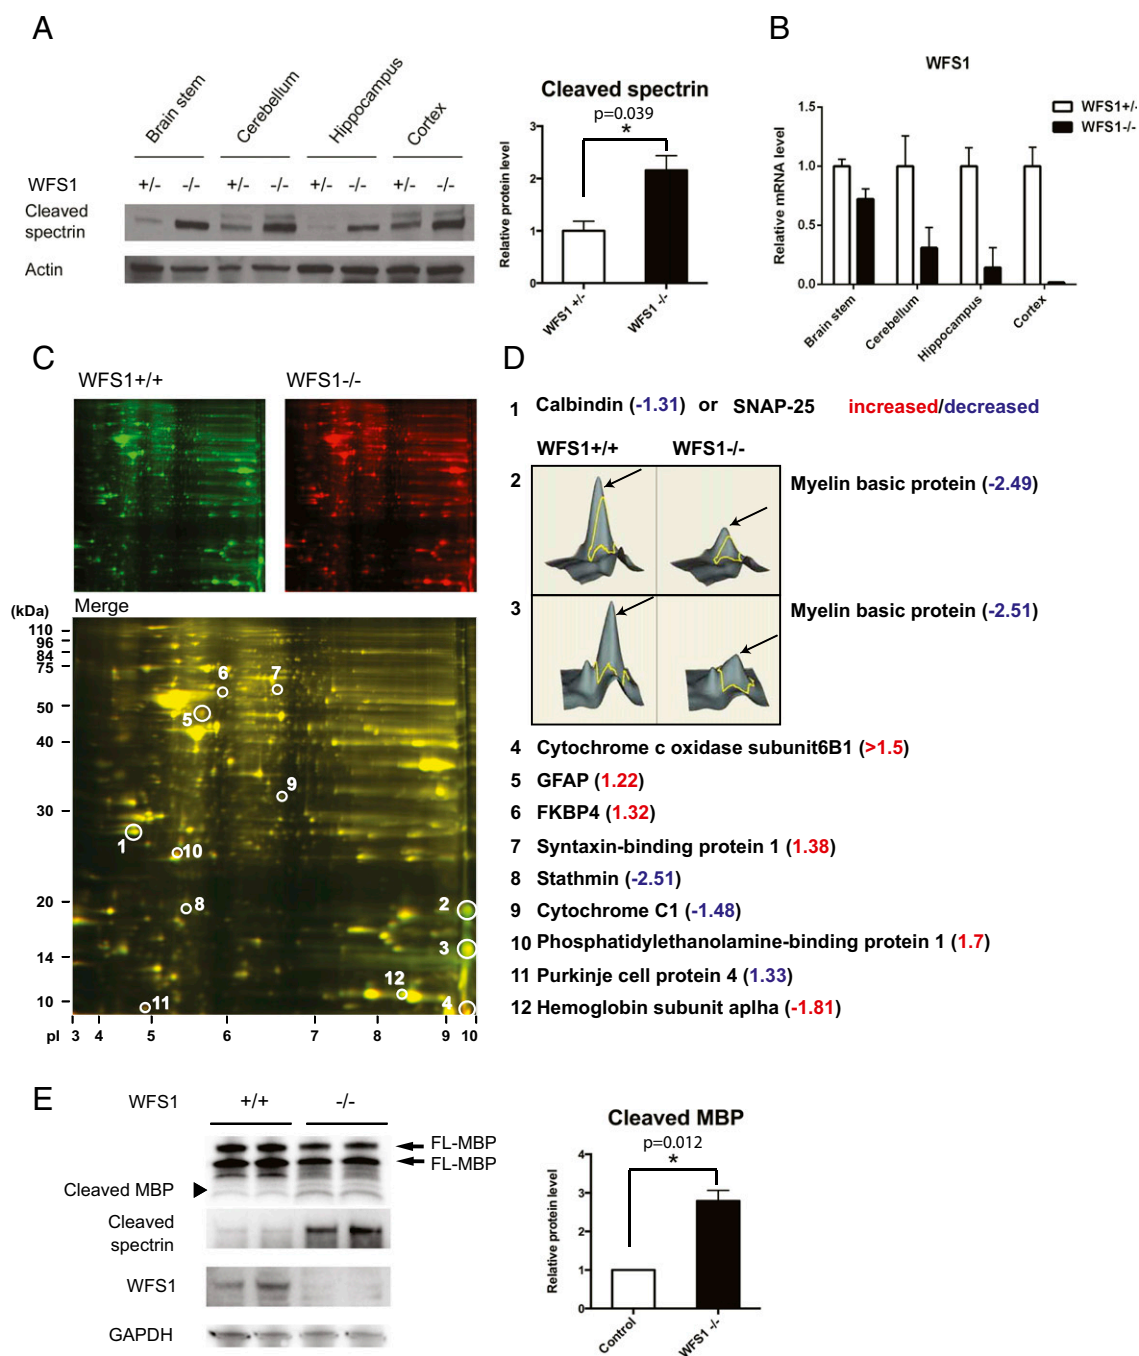 A
Brain stem
Cerebellum
Hippocampus
Cortex
WFS1 +/- -/- +/- -/- +/- -/- +/- -/-
Cleaved
spectrin
Actin
Cleaved spectrin
p=0.039
*
Relative protein level
3
2
1
0
WFS1 +/-
WFS1 -/-
B
WFS1
WFS1+/-
WFS1-/-
Relative mRNA level
1.5
1.0
0.5
0.0
Brain stem
Cerebellum
Hippocampus
Cortex
C
WFS1+/+ WFS1-/-
Merge
(kDa)
110
96
84
75
50
40
30
20
14
10
6
7
5
9
1
10
8
2
3
12
11
4
pI 3 4 5 6 7 8 9 10
D
1 Calbindin (-1.31) or SNAP-25 increased/decreased
WFS1+/+ WFS1-/-
2 Myelin basic protein (-2.49)
3 Myelin basic protein (-2.51)
4 Cytochrome c oxidase subunit6B1 (>1.5)
5 GFAP (1.22)
6 FKBP4 (1.32)
7 Syntaxin-binding protein 1 (1.38)
8 Stathmin (-2.51)
9 Cytochrome C1 (-1.48)
10 Phosphatidylethanolamine-binding protein 1 (1.7)
11 Purkinje cell protein 4 (1.33)
12 Hemoglobin subunit aplha (-1.81)
E
WFS1 +/+ -/-
FL-MBP
FL-MBP
Cleaved MBP
Cleaved
spectrin
WFS1
GAPDH
Cleaved MBP
p=0.012
*
Relative protein level
4
3
2
1
0
Control
WFS1 -/-